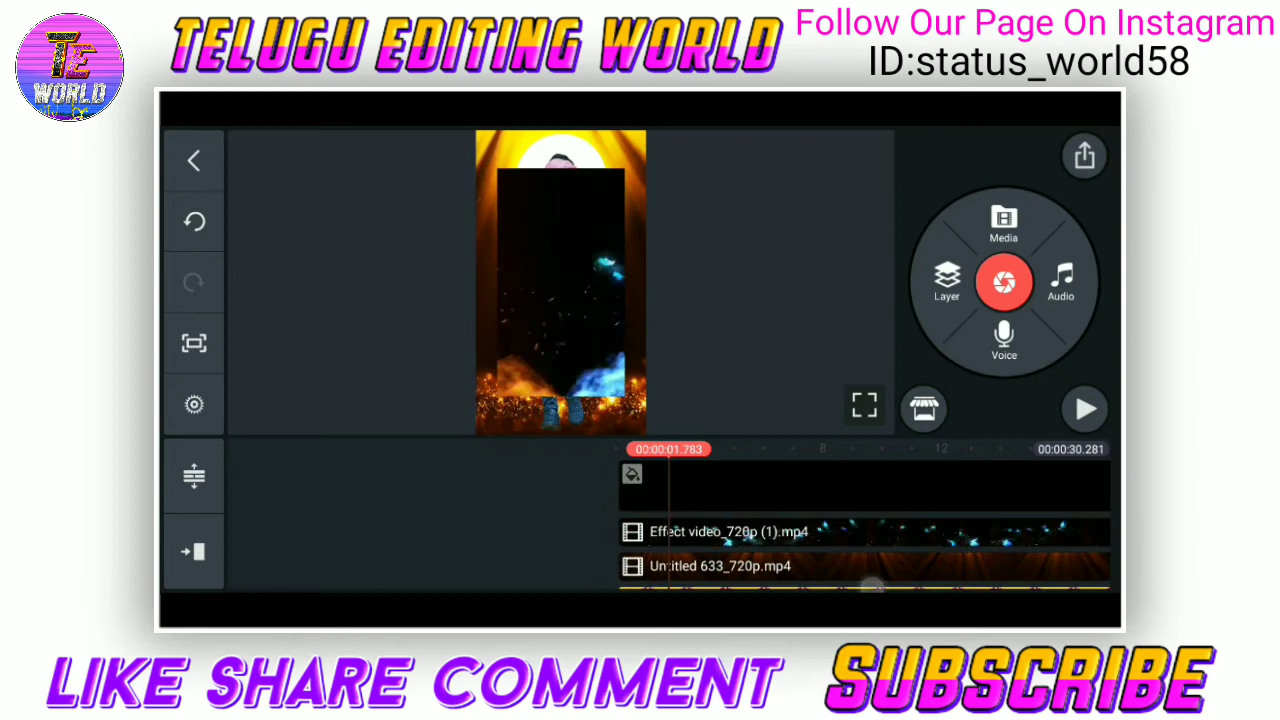 TELUGU EDITING WORLD
Follow Our Page On Instagram
ID:status_world58
TE
WORLD
Media
Layer
Audio
Voice
00:00:01.783
8
12
00:00:30.281
Effect video_720p (1).mp4
Untitled 633_720p.mp4
LIKE SHARE COMMENT
SUBSCRIBE